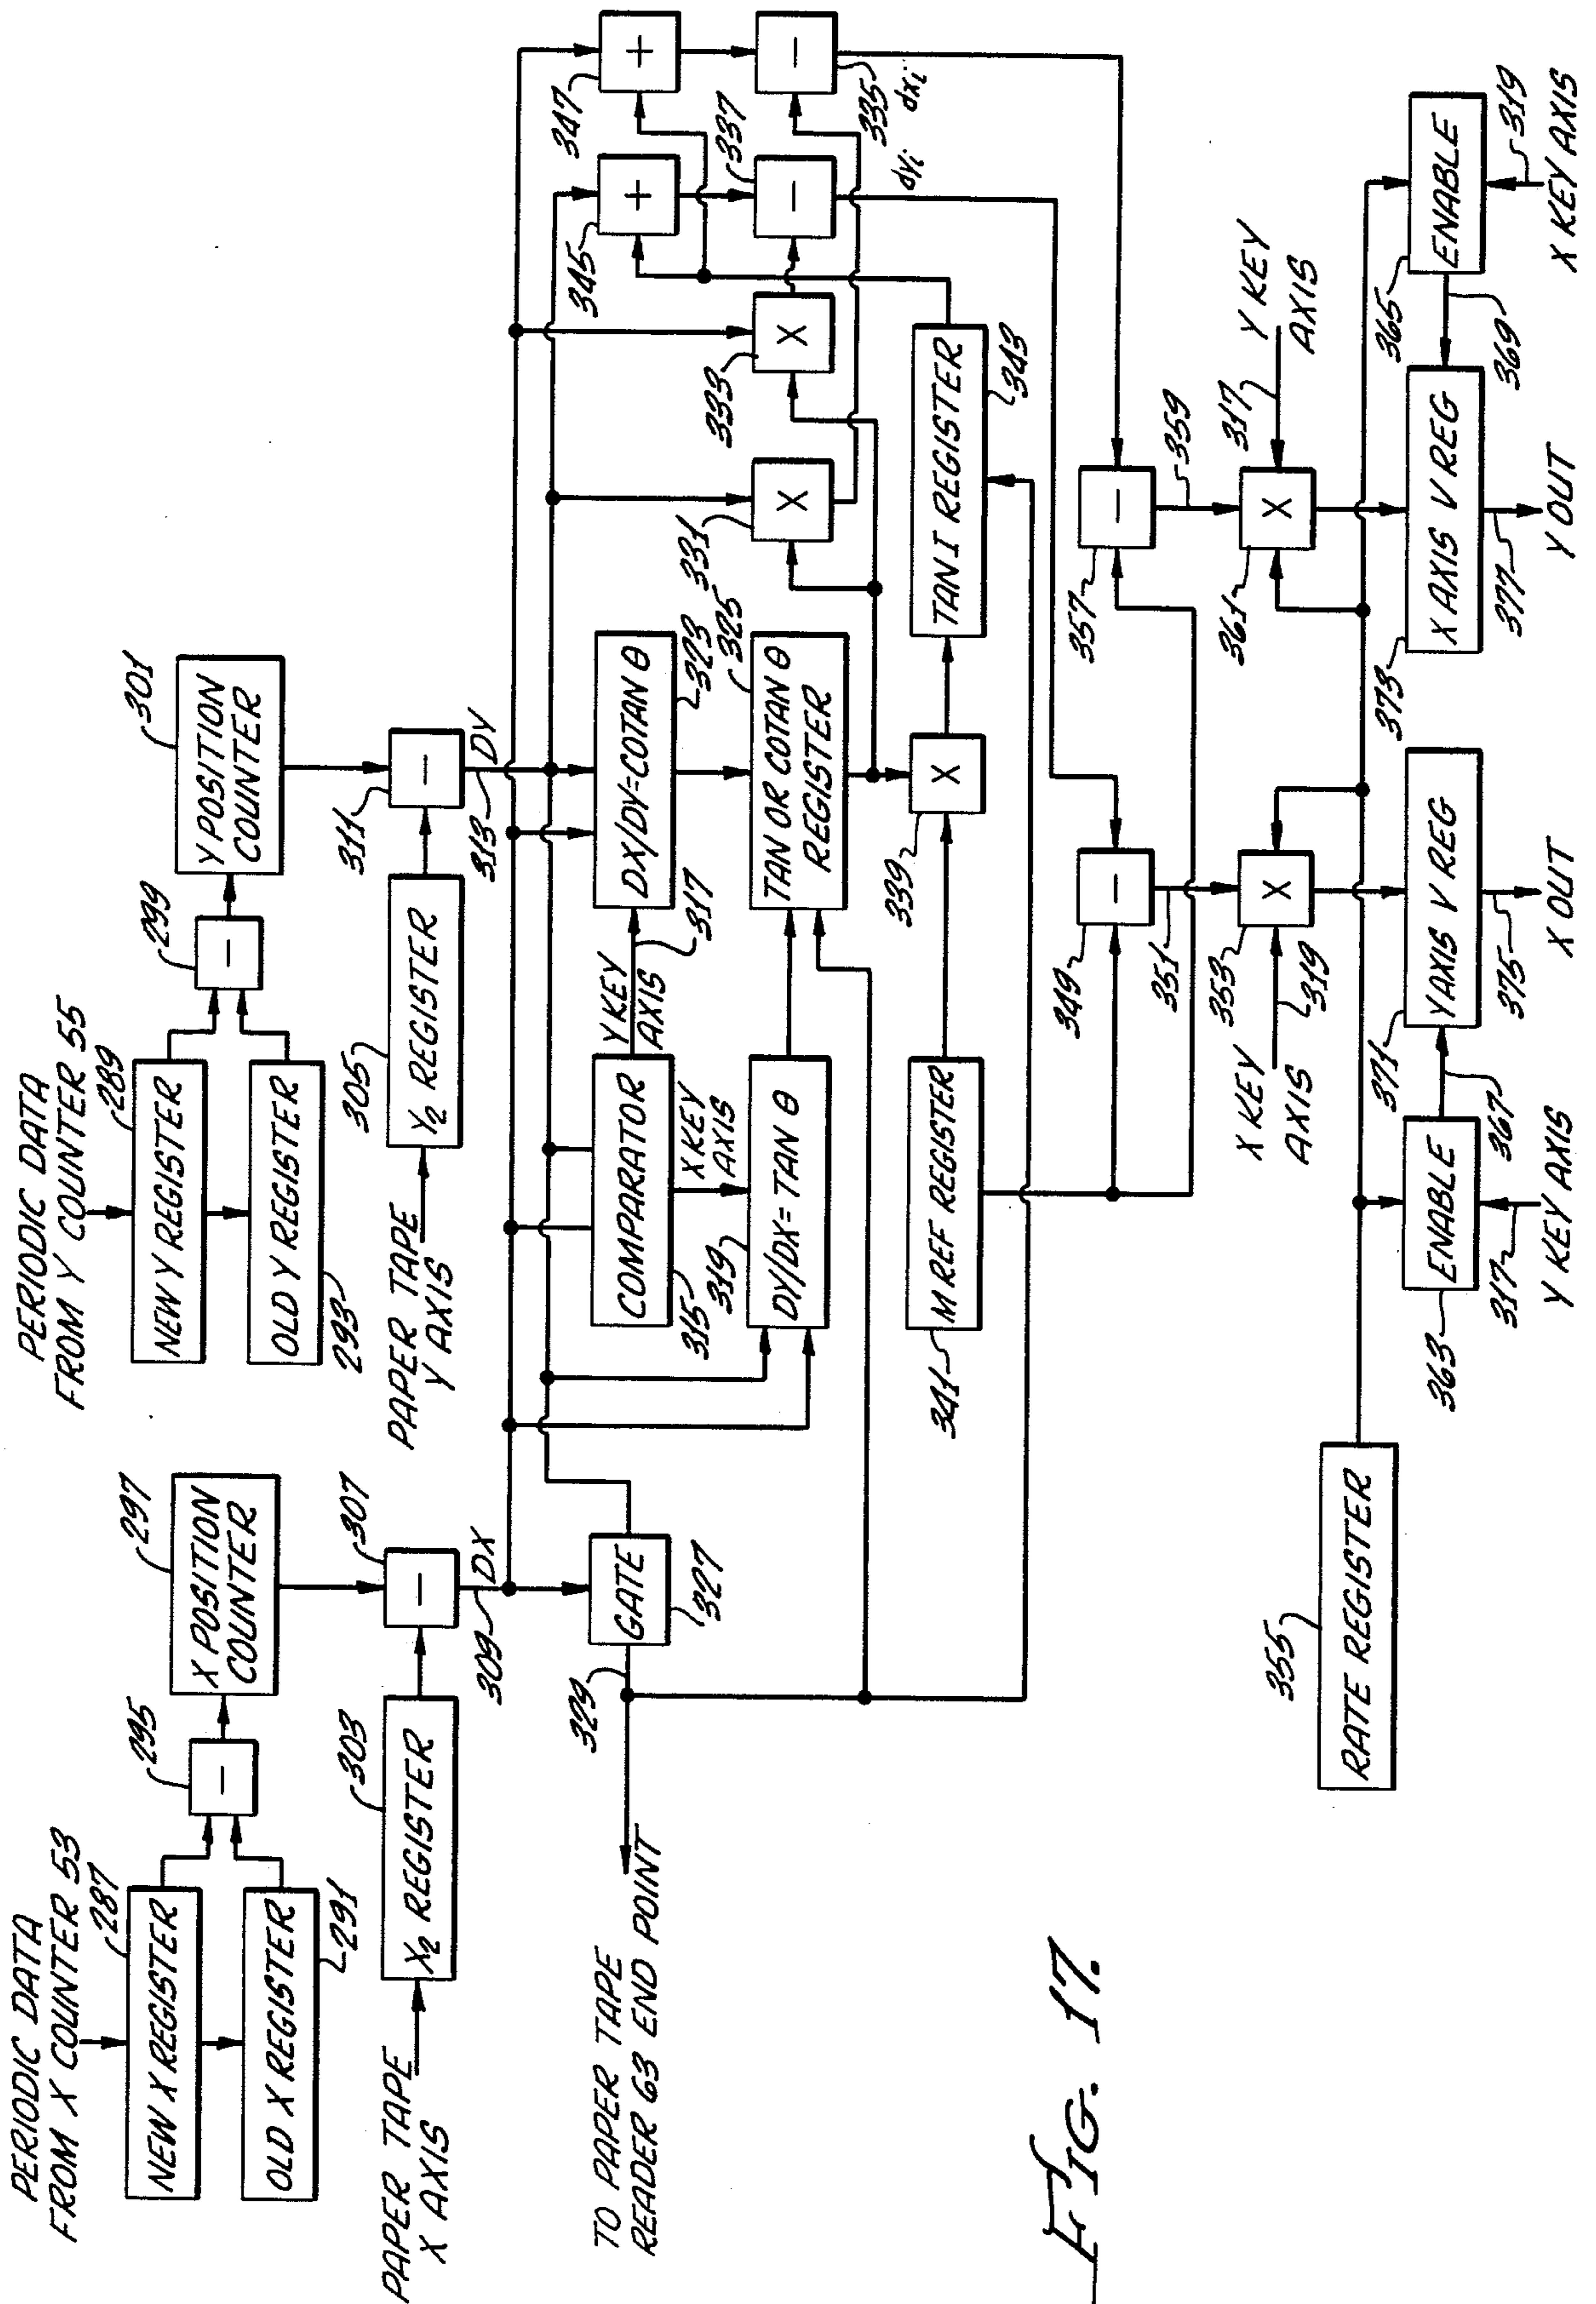 PERIODIC DATA
FROM X COUNTER 53
287
NEW X REGISTER
OLD X REGISTER
291
295
−
297
X POSITION
COUNTER
PERIODIC DATA
FROM Y COUNTER 55
289
NEW Y REGISTER
OLD Y REGISTER
293
299
−
301
Y POSITION
COUNTER
PAPER TAPE
X AXIS
303
X2 REGISTER
307
−
309
DX
PAPER TAPE
Y AXIS
305
Y2 REGISTER
311
−
313
DY
TO PAPER TAPE
READER 63 END POINT
329
GATE
327
COMPARATOR
315
Y KEY
AXIS
317
X KEY
AXIS
319
DY/DX=TAN θ
DX/DY=COTAN θ
323
325
TAN OR COTAN θ
REGISTER
331
X
333
X
345
+
347
+
337
−
335
−
dyi
dxi
341
M REF REGISTER
339
X
TAN I REGISTER
343
349
−
351
357
−
359
X KEY
AXIS
319
353
X
361
X
317
Y KEY
AXIS
355
RATE REGISTER
363
ENABLE
317
Y KEY AXIS
367
371
Y AXIS V REG
375
X OUT
373
X AXIS V REG
377
Y OUT
365
ENABLE
369
319
X KEY AXIS
FIG. 17.